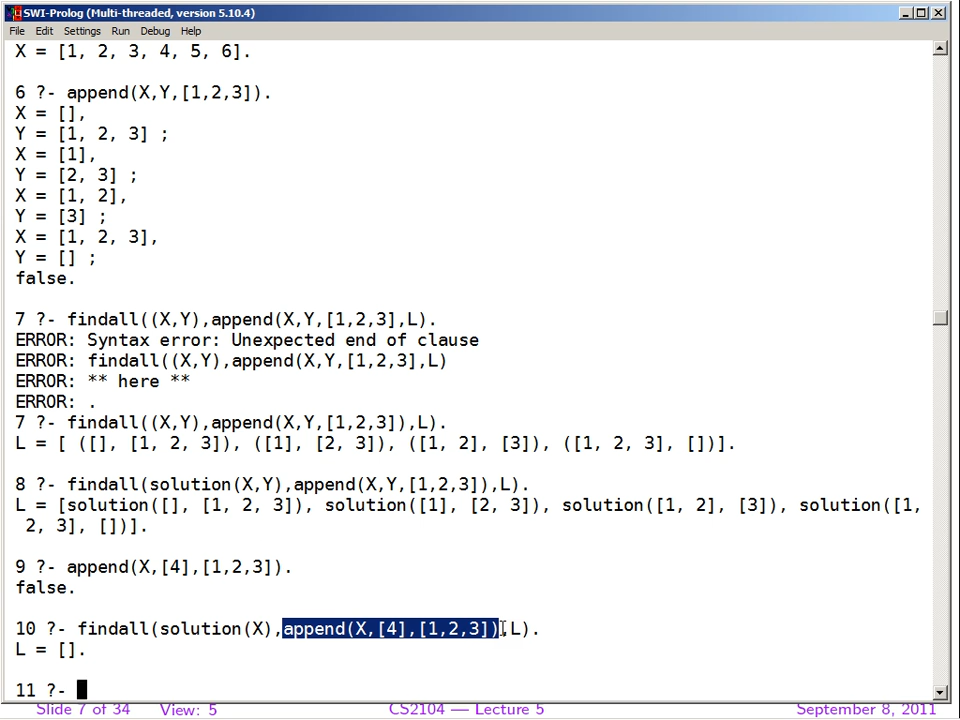 SWI-Prolog (Multi-threaded, version 5.10.4)
File Edit Settings Run Debug Help
X = [1, 2, 3, 4, 5, 6].
6 ?- append(X,Y,[1,2,3]).
X = [],
Y = [1, 2, 3] ;
X = [1],
Y = [2, 3] ;
X = [1, 2],
Y = [3] ;
X = [1, 2, 3],
Y = [] ;
false.
7 ?- findall((X,Y),append(X,Y,[1,2,3],L).
ERROR: Syntax error: Unexpected end of clause
ERROR: findall((X,Y),append(X,Y,[1,2,3],L)
ERROR: ** here **
ERROR: .
7 ?- findall((X,Y),append(X,Y,[1,2,3]),L).
L = [ ([], [1, 2, 3]), ([1], [2, 3]), ([1, 2], [3]), ([1, 2, 3], [])].
8 ?- findall(solution(X,Y),append(X,Y,[1,2,3]),L).
L = [solution([], [1, 2, 3]), solution([1], [2, 3]), solution([1, 2], [3]), solution([1,
2, 3], [])].
9 ?- append(X,[4],[1,2,3]).
false.
10 ?- findall(solution(X),append(X,[4],[1,2,3]),L).
L = [].
11 ?-
Slide 7 of 34 View: 5 CS2104 — Lecture 5 September 8, 2011